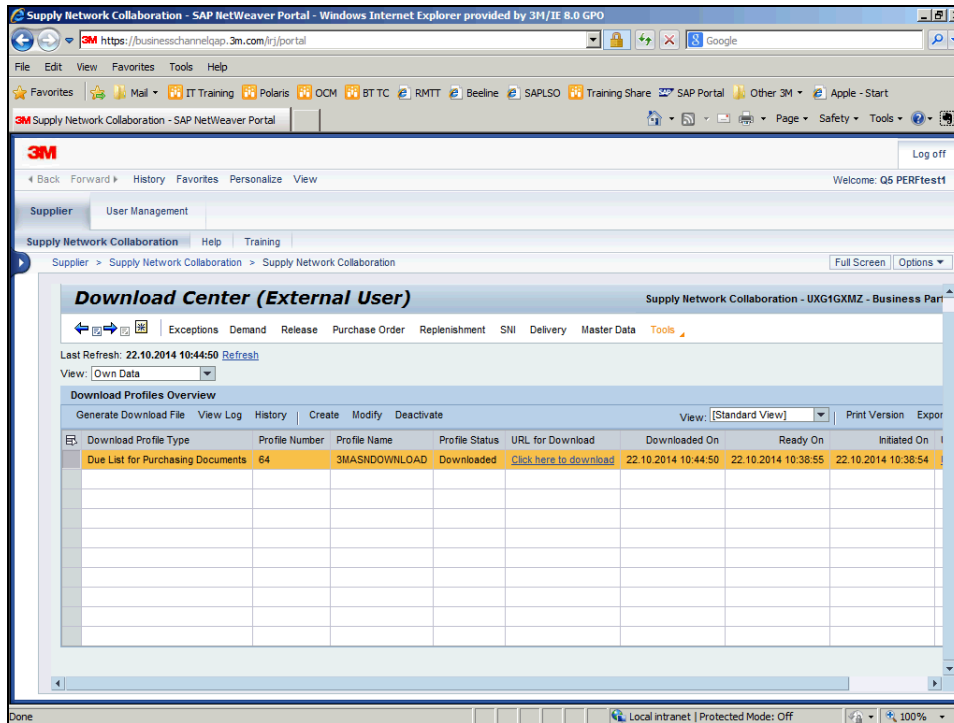 Supply Network Collaboration - SAP NetWeaver Portal - Windows Internet Explorer provided by 3M/IE 8.0 GPO
3M https://businesschannelqap.3m.com/irj/portal
Google
File Edit View Favorites Tools Help
Favorites Mail IT Training Polaris OCM BT TC RMTT Beeline SAPLSO Training Share SAP Portal Other 3M Apple - Start
3M Supply Network Collaboration - SAP NetWeaver Portal
Page Safety Tools
3M
Log off
Back Forward History Favorites Personalize View
Welcome: Q5 PERFtest1
Supplier User Management
Supply Network Collaboration Help Training
Supplier > Supply Network Collaboration > Supply Network Collaboration
Full Screen Options
Download Center (External User)
Supply Network Collaboration - UXG1GXMZ - Business Part
Exceptions Demand Release Purchase Order Replenishment SNI Delivery Master Data Tools
Last Refresh: 22.10.2014 10:44:50 Refresh
View: Own Data
Download Profiles Overview
Generate Download File View Log History Create Modify Deactivate
View: [Standard View] Print Version Expor
Download Profile Type Profile Number Profile Name Profile Status URL for Download Downloaded On Ready On Initiated On
Due List for Purchasing Documents 64 3MASNDOWNLOAD Downloaded Click here to download 22.10.2014 10:44:50 22.10.2014 10:38:55 22.10.2014 10:38:54
Done
Local intranet | Protected Mode: Off
100%